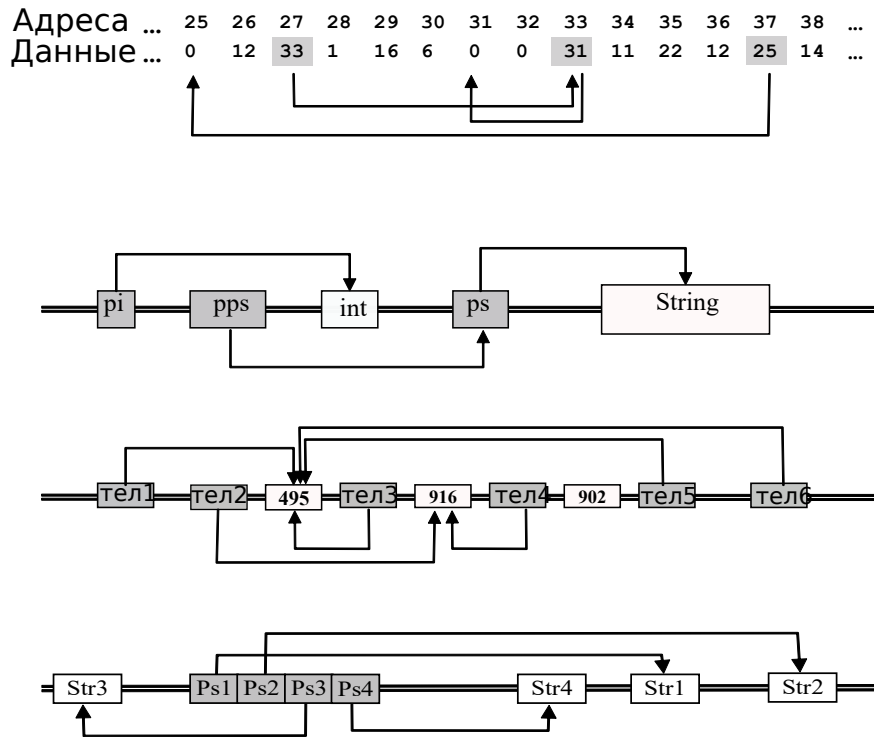 Адреса ... 25 26 27 28 29 30 31 32 33 34 35 36 37 38 ...
Данные ... 0 12 33 1 16 6 0 0 31 11 22 12 25 14 ...
pi pps int ps String
тел1 тел2 495 тел3 916 тел4 902 тел5 тел6
Str3 Ps1 Ps2 Ps3 Ps4 Str4 Str1 Str2